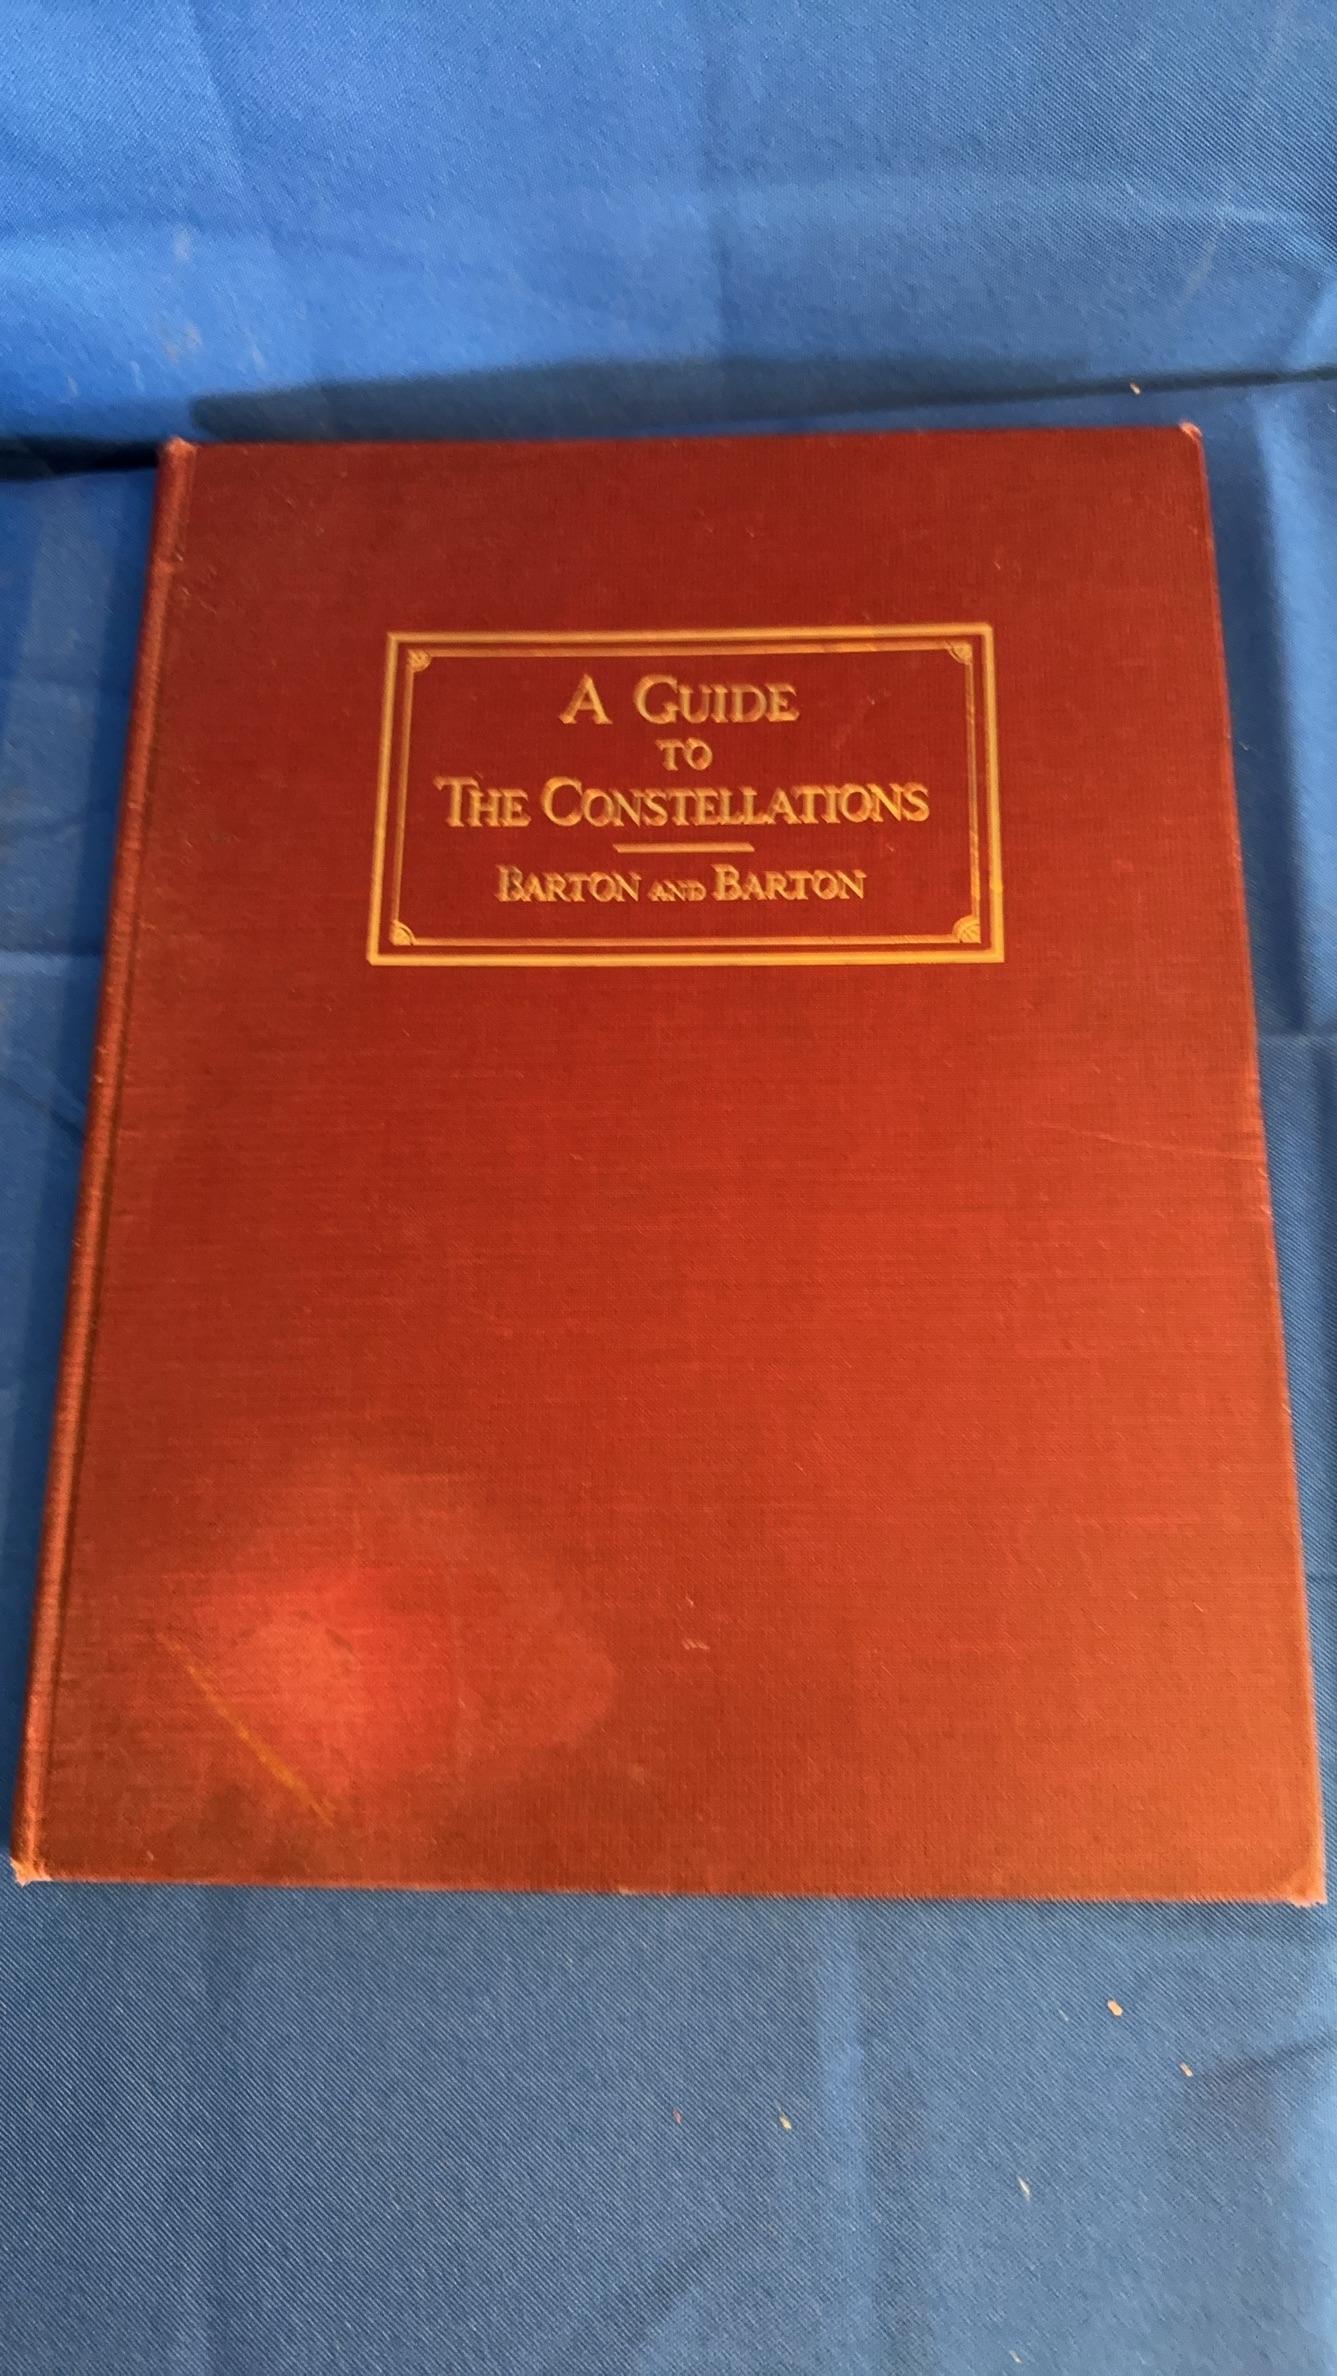 A Guide
to
The Constellations
Barton and Barton